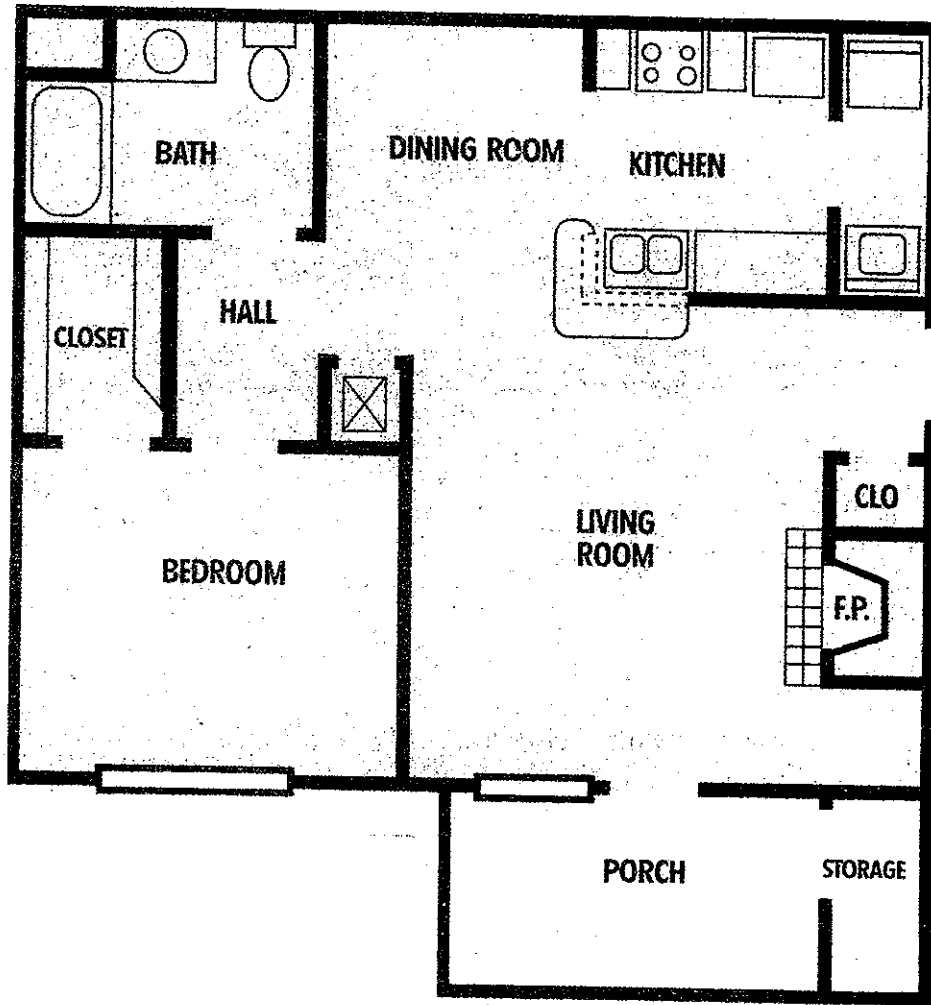 BATH
DINING ROOM
KITCHEN
HALL
CLOSET
CLO
LIVING
ROOM
BEDROOM
F.P.
PORCH
STORAGE